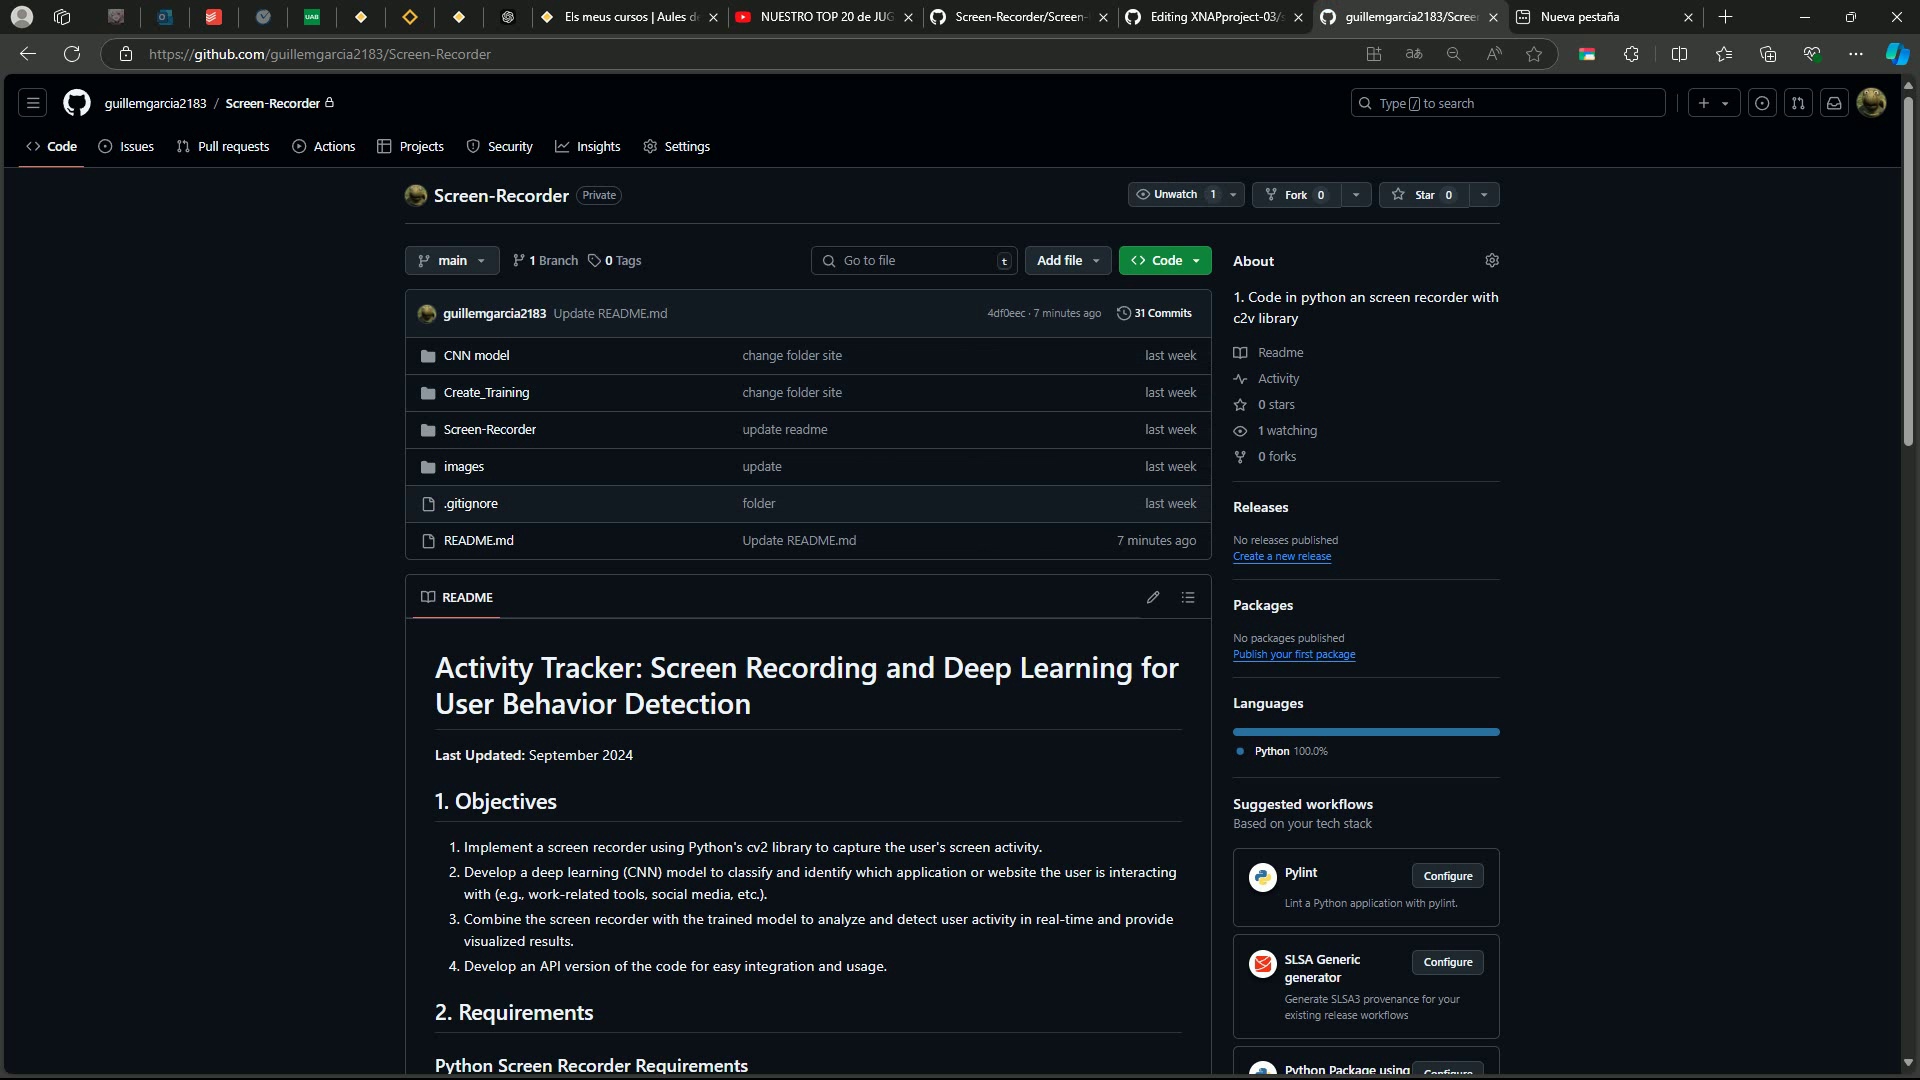 Els meus cursos | Aules d
NUESTRO TOP 20 de JUG
Screen-Recorder/Screen-
Editing XNAPproject-03/s
guillemgarcia2183/Screen
Nueva pestaña
https://github.com/guillemgarcia2183/Screen-Recorder
guillemgarcia2183 / Screen-Recorder
Type / to search
Code Issues Pull requests Actions Projects Security Insights Settings
Screen-Recorder Private
Unwatch 1 Fork 0 Star 0
main 1 Branch 0 Tags Go to file t Add file Code
guillemgarcia2183 Update README.md 4df0eec · 7 minutes ago 31 Commits
CNN model change folder site last week
Create_Training change folder site last week
Screen-Recorder update readme last week
images update last week
.gitignore folder last week
README.md Update README.md 7 minutes ago
README
Activity Tracker: Screen Recording and Deep Learning for
User Behavior Detection
Last Updated: September 2024
1. Objectives
1. Implement a screen recorder using Python's cv2 library to capture the user's screen activity.
2. Develop a deep learning (CNN) model to classify and identify which application or website the user is interacting
with (e.g., work-related tools, social media, etc.).
3. Combine the screen recorder with the trained model to analyze and detect user activity in real-time and provide
visualized results.
4. Develop an API version of the code for easy integration and usage.
2. Requirements
Python Screen Recorder Requirements
About
1. Code in python an screen recorder with
c2v library
Readme
Activity
0 stars
1 watching
0 forks
Releases
No releases published
Create a new release
Packages
No packages published
Publish your first package
Languages
Python 100.0%
Suggested workflows
Based on your tech stack
Pylint Configure
Lint a Python application with pylint.
SLSA Generic
generator
Configure
Generate SLSA3 provenance for your
existing release workflows
Python Package using Configure